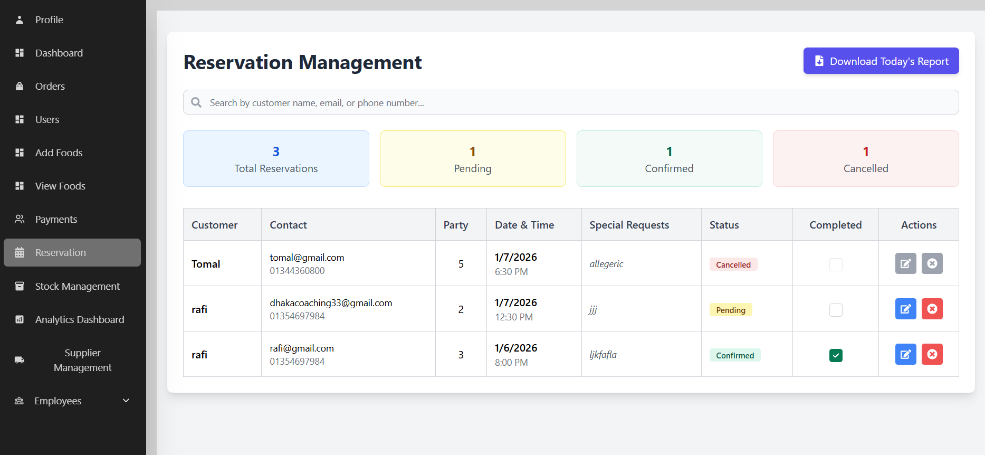 Profile
Dashboard
Orders
Users
Add Foods
View Foods
Payments
Reservation
Stock Management
Analytics Dashboard
Supplier
Management
Employees
Reservation Management
Download Today's Report
Search by customer name, email, or phone number...
3
Total Reservations
1
Pending
1
Confirmed
1
Cancelled
Customer Contact Party Date & Time Special Requests Status Completed Actions
Tomal tomal@gmail.com 5 1/7/2026 allegeric Cancelled
01344360800 6:30 PM
rafi dhakacoaching33@gmail.com 2 1/7/2026 jjj Pending
01354697984 12:30 PM
rafi rafi@gmail.com 3 1/6/2026 ljkfafla Confirmed
01354697984 8:00 PM